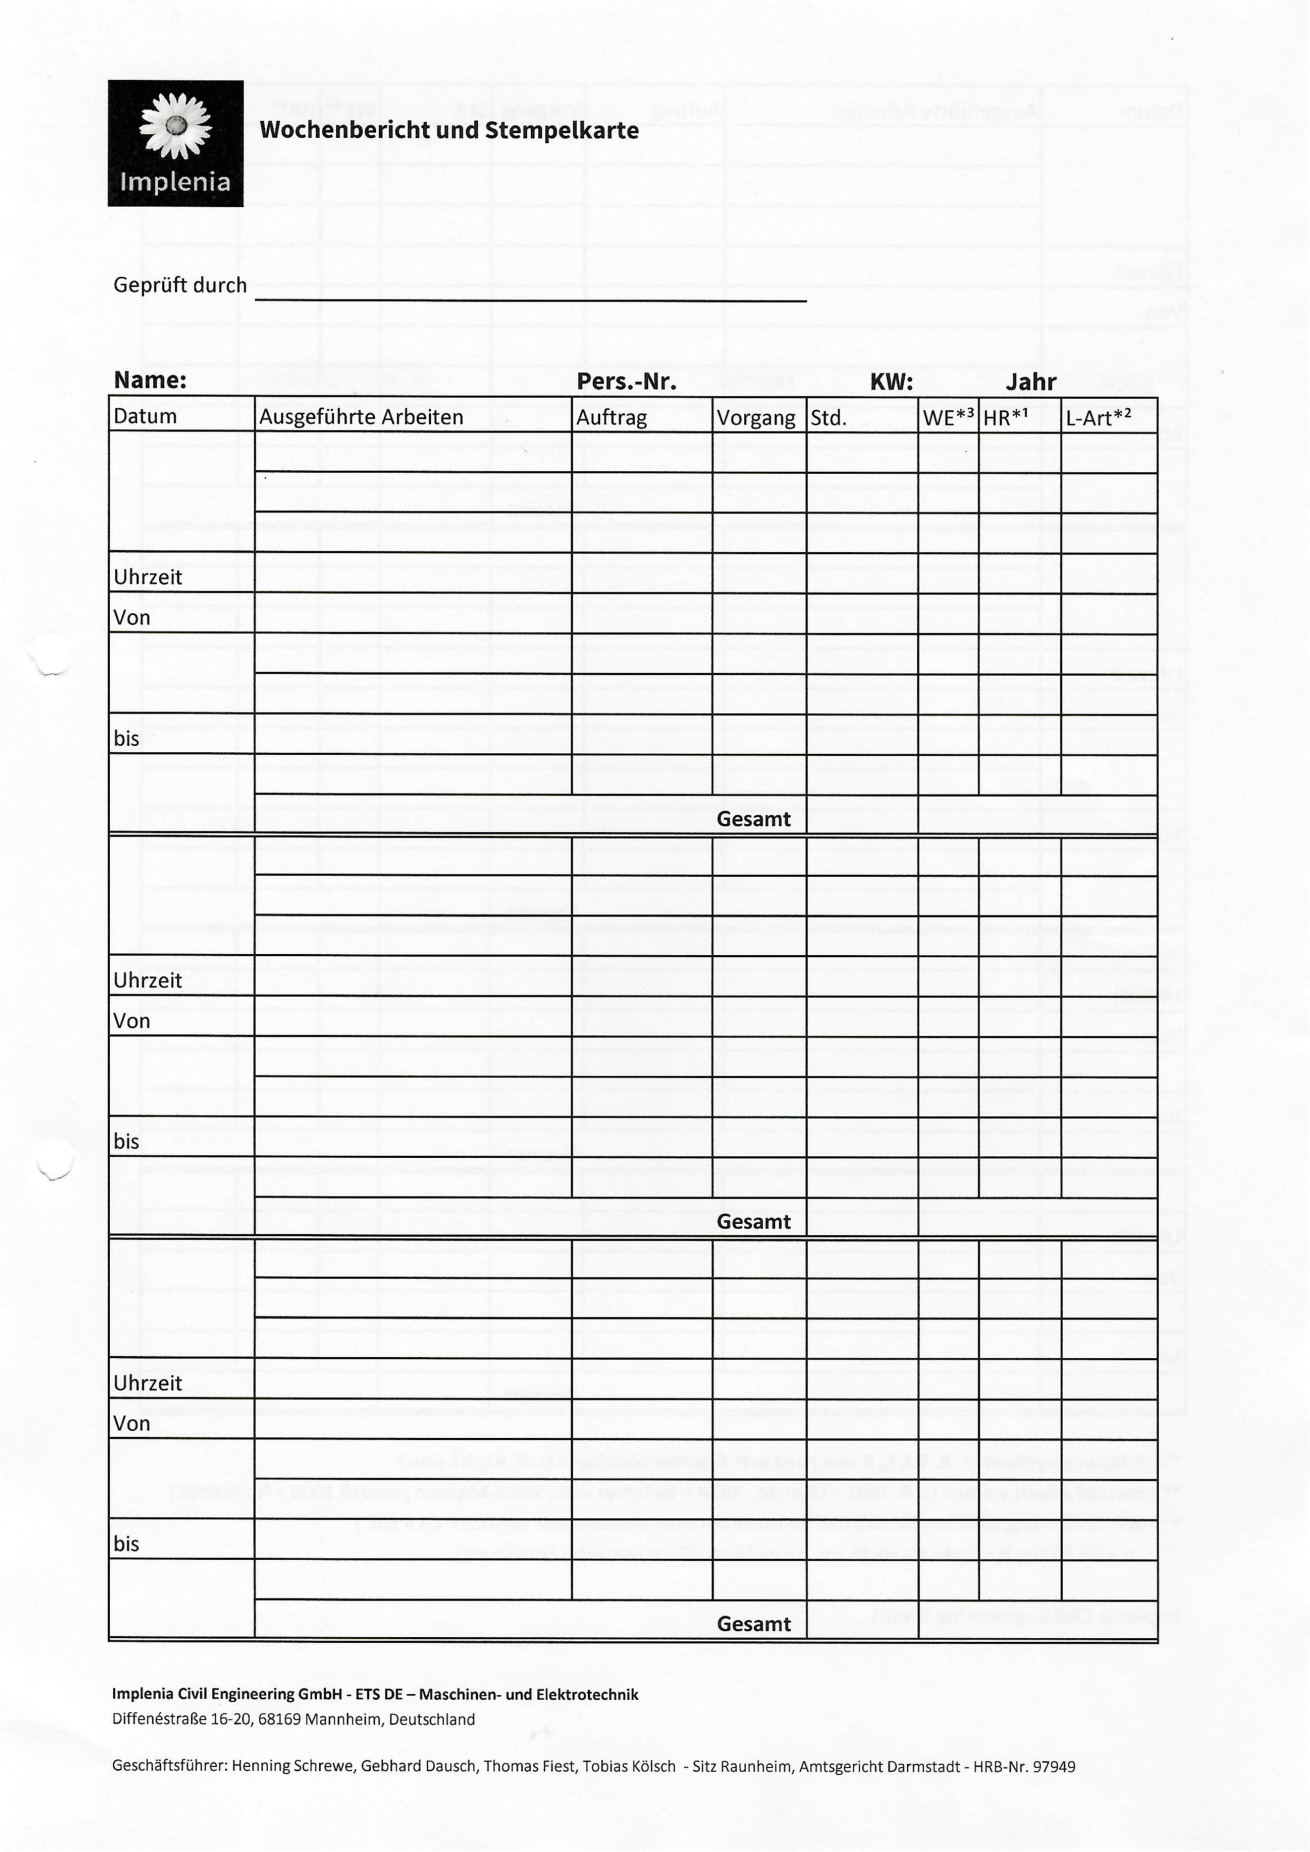 Implenia
Wochenbericht und Stempelkarte
Geprüft durch
Name: Pers.-Nr. KW: Jahr
Datum Ausgeführte Arbeiten Auftrag Vorgang Std. WE*3 HR*1 L-Art*2
Uhrzeit
Von
bis
Gesamt
Uhrzeit
Von
bis
Gesamt
Uhrzeit
Von
bis
Gesamt
Implenia Civil Engineering GmbH - ETS DE – Maschinen- und Elektrotechnik
Diffenéstraße 16-20, 68169 Mannheim, Deutschland
Geschäftsführer: Henning Schrewe, Gebhard Dausch, Thomas Fiest, Tobias Kölsch - Sitz Raunheim, Amtsgericht Darmstadt - HRB-Nr. 97949